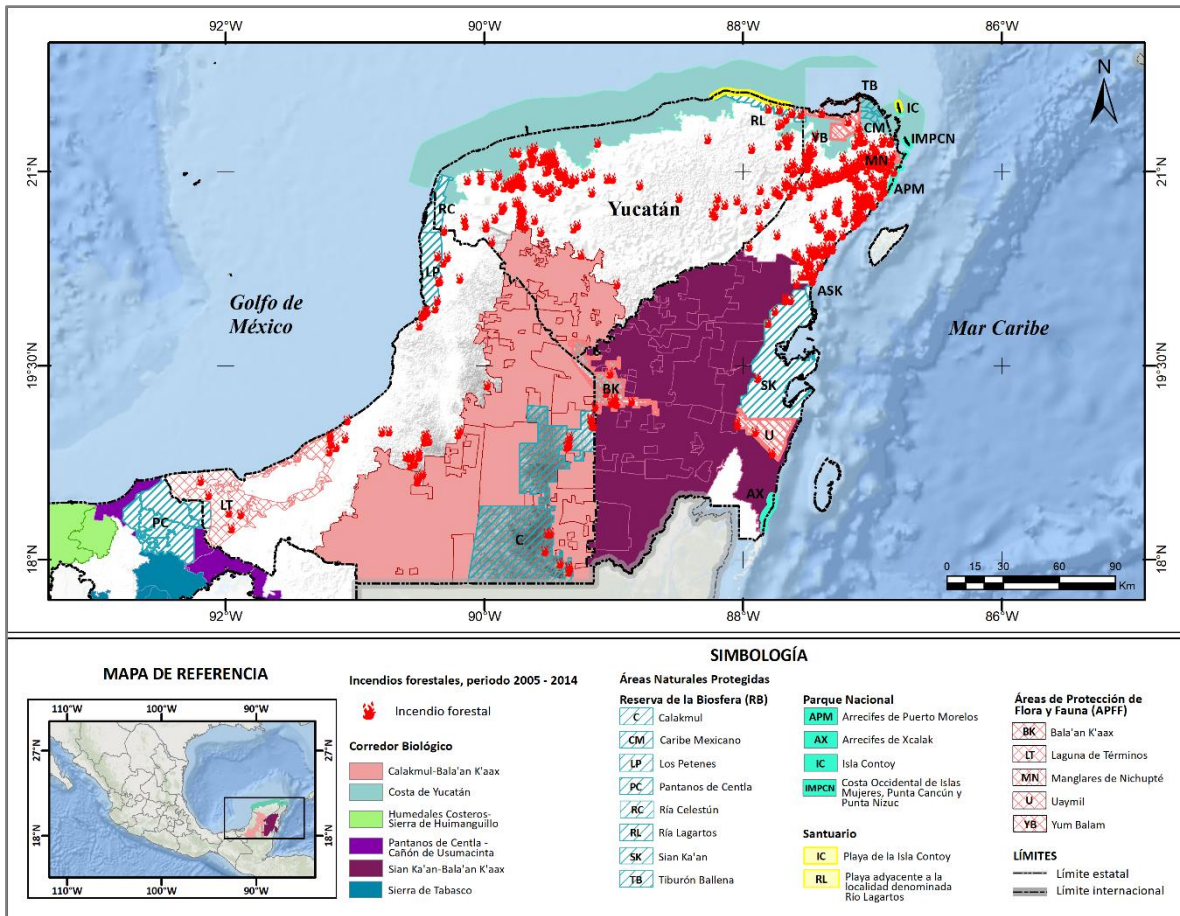 92°W
90°W
88°W
86°W
N
TB
IC
RL
YB
CM
IMPCN
MN
21°N
21°N
APM
RC
Yucatán
LP
ASK
Golfo de
México
Mar Caribe
19°30'N
19°30'N
BK
SK
U
LT
AX
PC
C
18°N
18°N
0 15 30 60 90
Km
92°W
90°W
88°W
86°W
MAPA DE REFERENCIA
110°W
100°W
90°W
27°N
27°N
18°N
18°N
110°W
100°W
90°W
SIMBOLOGÍA
Incendios forestales, periodo 2005 - 2014
Incendio forestal
Corredor Biológico
Calakmul-Bala'an K'aax
Costa de Yucatán
Humedales Costeros-
Sierra de Huimanguillo
Pantanos de Centla -
Cañón de Usumacinta
Sian Ka'an-Bala'an K'aax
Sierra de Tabasco
Áreas Naturales Protegidas
Reserva de la Biosfera (RB)
C Calakmul
CM Caribe Mexicano
LP Los Petenes
PC Pantanos de Centla
RC Ría Celestún
RL Ría Lagartos
SK Sian Ka'an
TB Tiburón Ballena
Parque Nacional
APM Arrecifes de Puerto Morelos
AX Arrecifes de Xcalak
IC Isla Contoy
IMPCN Costa Occidental de Islas
Mujeres, Punta Cancún y
Punta Nizuc
Santuario
IC Playa de la Isla Contoy
RL Playa adyacente a la
localidad denominada
Río Lagartos
Áreas de Protección de
Flora y Fauna (APFF)
BK Bala'an K'aax
LT Laguna de Términos
MN Manglares de Nichupté
U Uaymil
YB Yum Balam
LÍMITES
Límite estatal
Límite internacional